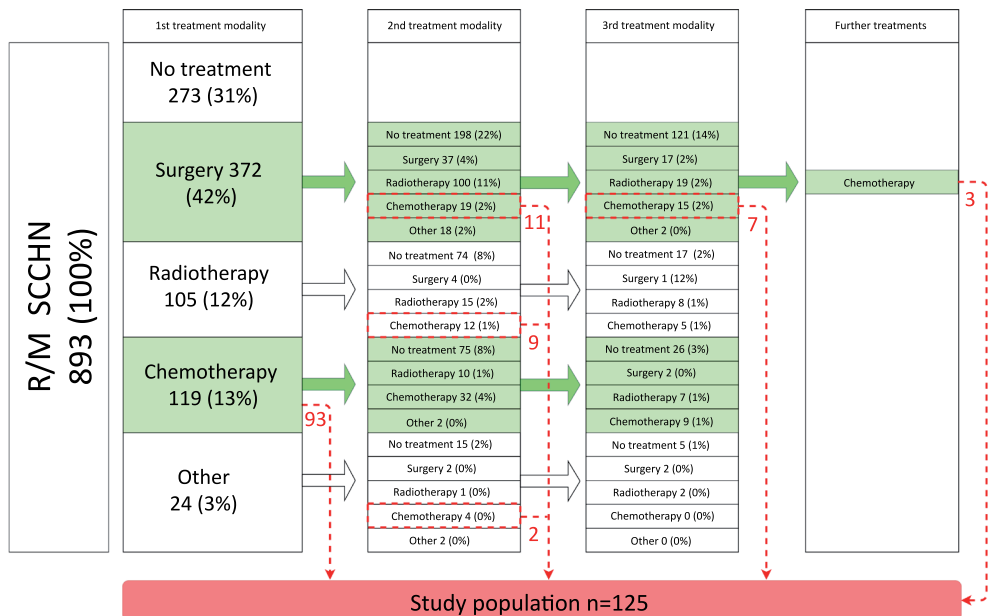 1st treatment modality
2nd treatment modality
3rd treatment modality
Further treatments
R/M SCCHN
893 (100%)
No treatment
273 (31%)
Surgery 372
(42%)
Radiotherapy
105 (12%)
Chemotherapy
119 (13%)
93
Other
24 (3%)
No treatment 198 (22%)
Surgery 37 (4%)
Radiotherapy 100 (11%)
Chemotherapy 19 (2%)
11
Other 18 (2%)
No treatment 74 (8%)
Surgery 4 (0%)
Radiotherapy 15 (2%)
Chemotherapy 12 (1%)
9
No treatment 75 (8%)
Radiotherapy 10 (1%)
Chemotherapy 32 (4%)
Other 2 (0%)
No treatment 15 (2%)
Surgery 2 (0%)
Radiotherapy 1 (0%)
Chemotherapy 4 (0%)
2
Other 2 (0%)
No treatment 121 (14%)
Surgery 17 (2%)
Radiotherapy 19 (2%)
Chemotherapy 15 (2%)
7
Other 2 (0%)
No treatment 17 (2%)
Surgery 1 (12%)
Radiotherapy 8 (1%)
Chemotherapy 5 (1%)
No treatment 26 (3%)
Surgery 2 (0%)
Radiotherapy 7 (1%)
Chemotherapy 9 (1%)
No treatment 5 (1%)
Surgery 2 (0%)
Radiotherapy 2 (0%)
Chemotherapy 0 (0%)
Other 0 (0%)
Chemotherapy
3
Study population n=125